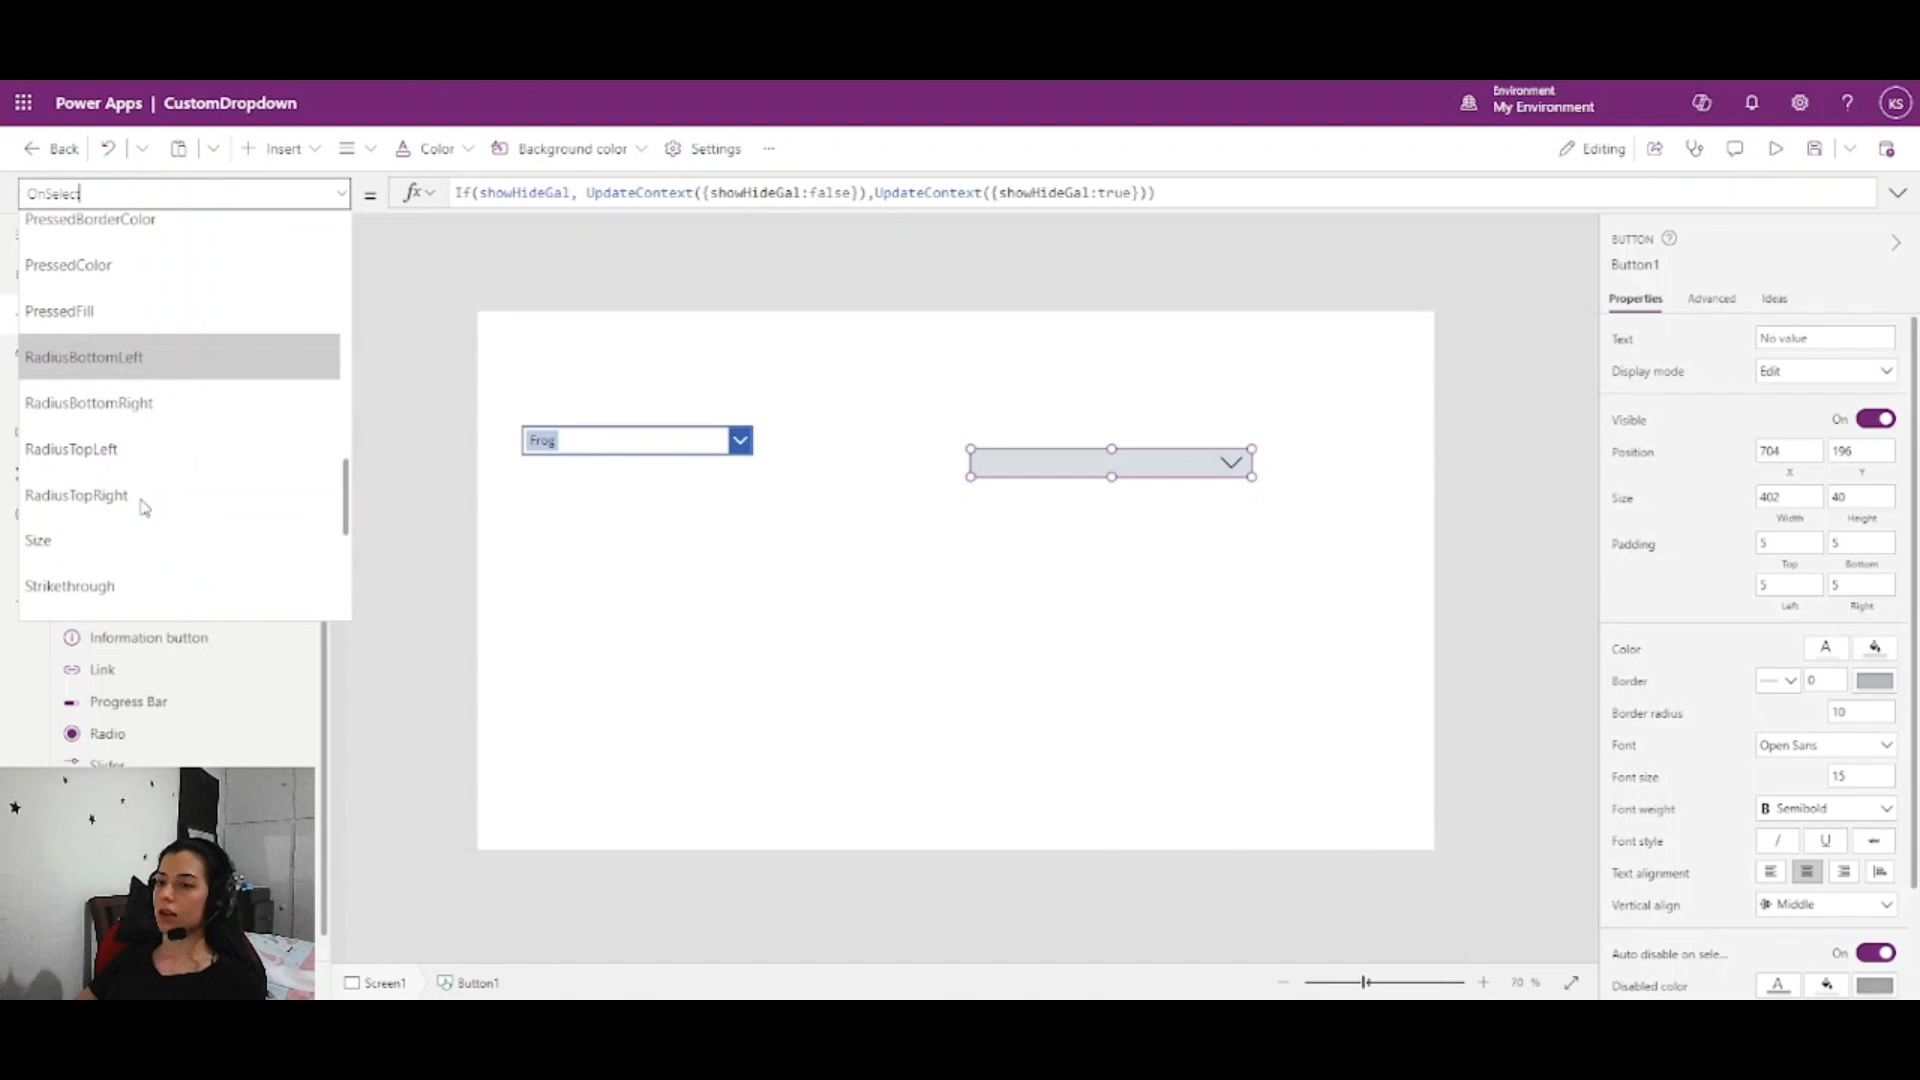 Power Apps | CustomDropdown
Environment
My Environment
KS
Back
Insert
Color
Background color
Settings
Editing
OnSelect
=
fx
If(showHideGal, UpdateContext({showHideGal:false}),UpdateContext({showHideGal:true}))
PressedBorderColor
PressedColor
PressedFill
RadiusBottomLeft
RadiusBottomRight
RadiusTopLeft
RadiusTopRight
Size
Strikethrough
Information button
Link
Progress Bar
Radio
Slider
Frog
BUTTON
Button1
Properties
Advanced
Ideas
Text
No value
Display mode
Edit
Visible
On
Position
704
196
X
Y
Size
402
40
Width
Height
Padding
5
5
Top
Bottom
5
5
Left
Right
Color
A
Border
0
Border radius
10
Font
Open Sans
Font size
15
Font weight
B Semibold
Font style
/
U
abc
Text alignment
Vertical align
Middle
Auto disable on sele...
On
Disabled color
A
Screen1
Button1
70 %